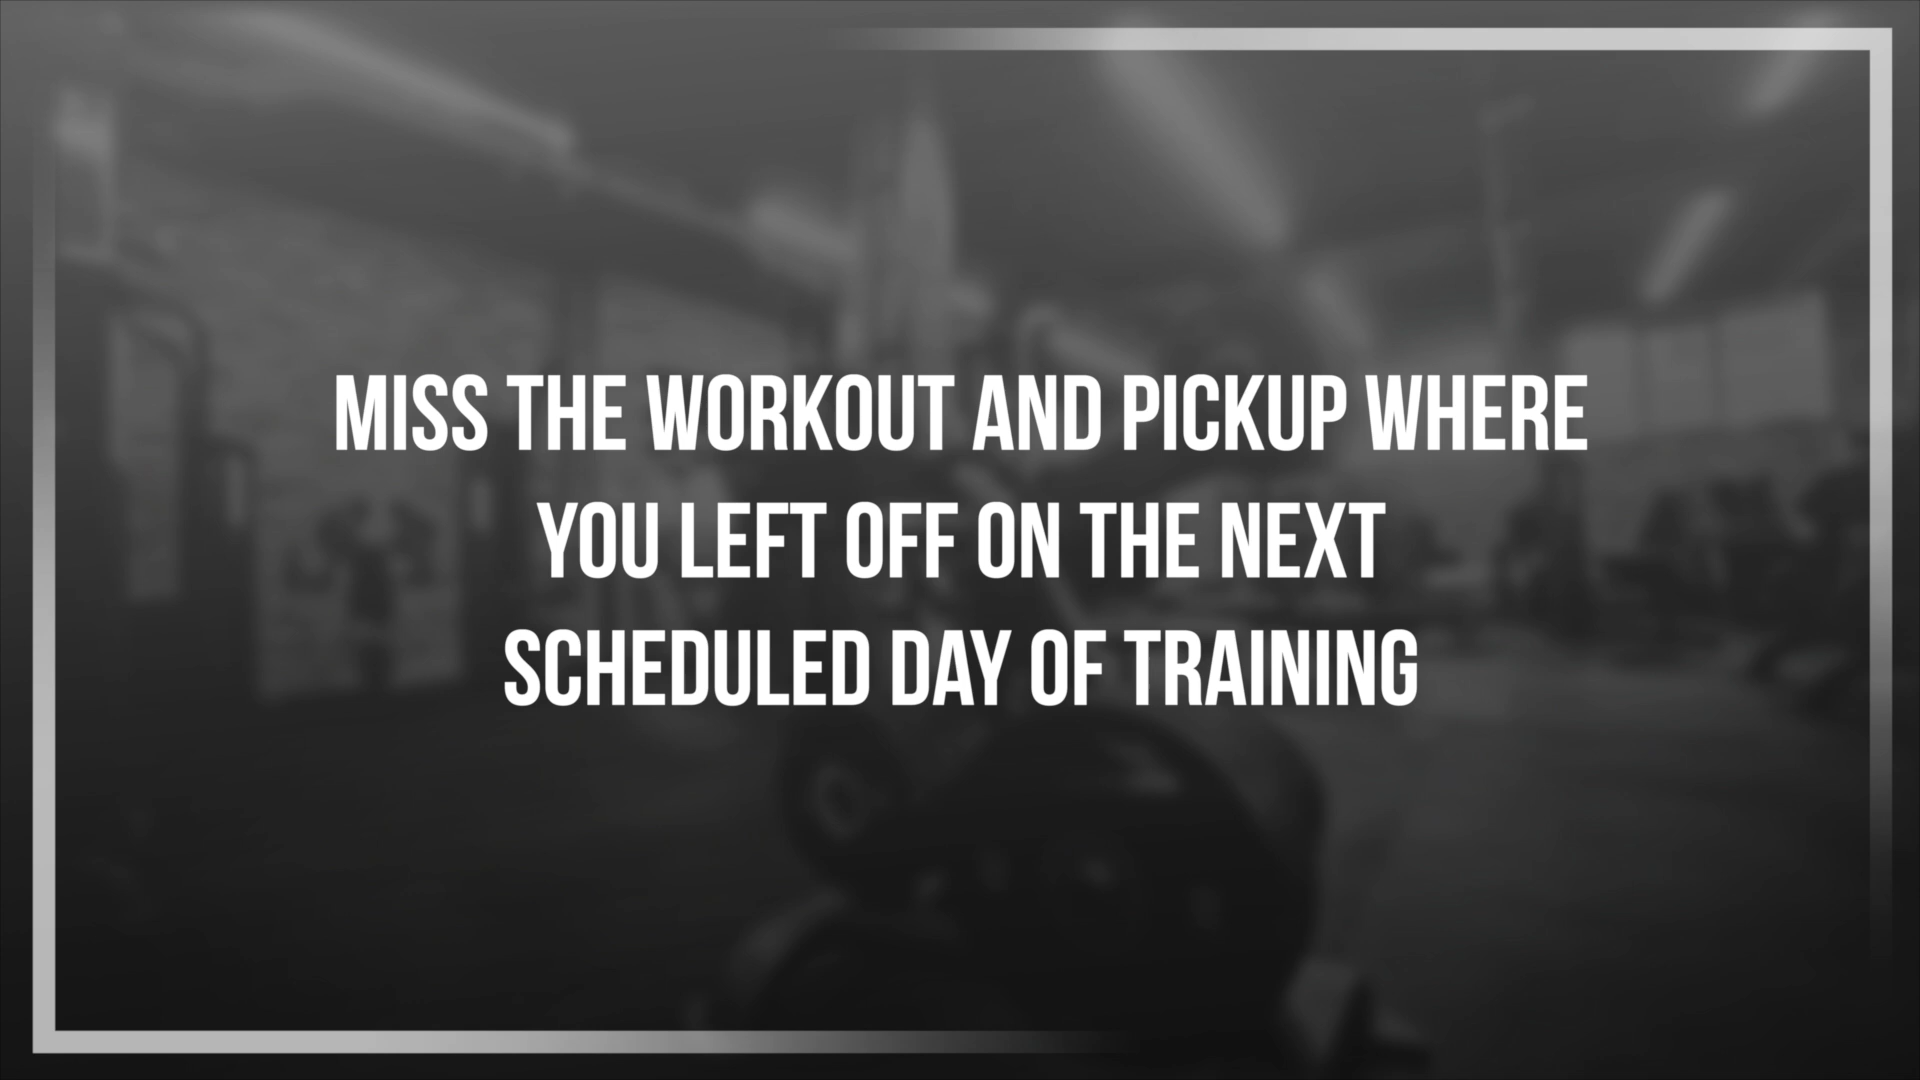 MISS THE WORKOUT AND PICKUP WHERE
YOU LEFT OFF ON THE NEXT
SCHEDULED DAY OF TRAINING